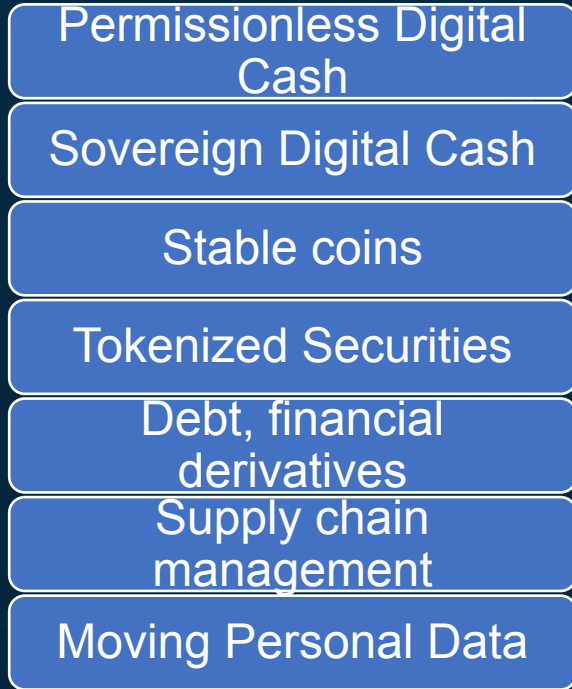 Permissionless Digital
Cash
Sovereign Digital Cash
Stable coins
Tokenized Securities
Debt, financial
derivatives
Supply chain
management
Moving Personal Data